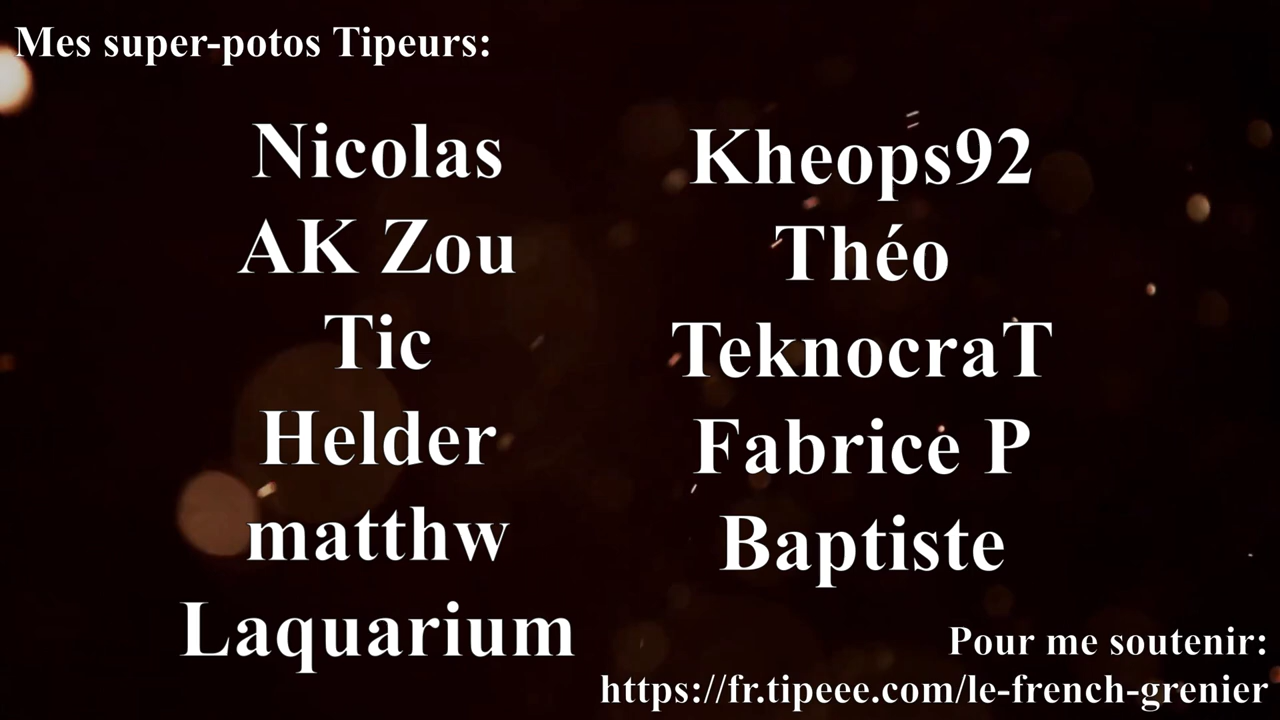 Mes super-potos Tipeurs:
Nicolas
AK Zou
Tic
Helder
matthw
Laquarium
Kheops92
Théo
TeknocraT
Fabrice P
Baptiste
Pour me soutenir:
https://fr.tipeee.com/le-french-grenier